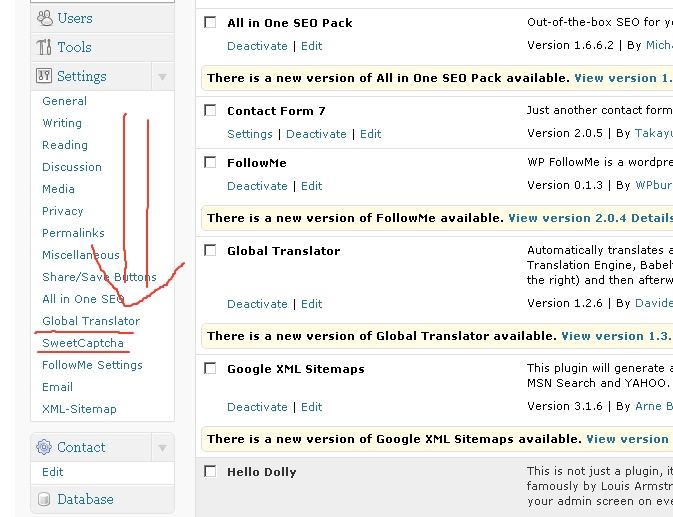 Users
Tools
Settings
General
Writing
Reading
Discussion
Media
Privacy
Permalinks
Miscellaneous
Share/Save Buttons
All in One SEO
Global Translator
SweetCaptcha
FollowMe Settings
Email
XML-Sitemap
Contact
Edit
Database
All in One SEO Pack
Out-of-the-box SEO for
Deactivate | Edit
Version 1.6.6.2 | By
There is a new version of All in One SEO Pack available. View version 1.
Contact Form 7
Just another contact form
Settings | Deactivate | Edit
Version 2.0.5 | By
FollowMe
WP FollowMe is a
Deactivate | Edit
Version 0.1.3 | By
There is a new version of FollowMe available. View version 2.0.4 Details
Global Translator
Automatically translates a
Translation Engine,
the right) and then
Deactivate | Edit
Version 1.2.6 | By Davide
There is a new version of Global Translator available. View version 1.3.
Google XML Sitemaps
This plugin will generate a
MSN Search and YAHOO.
Deactivate | Edit
Version 3.1.6 | By Arne B
There is a new version of Google XML Sitemaps available. View version
Hello Dolly
This is not just a plugin, it
famously by Louis
your admin screen on